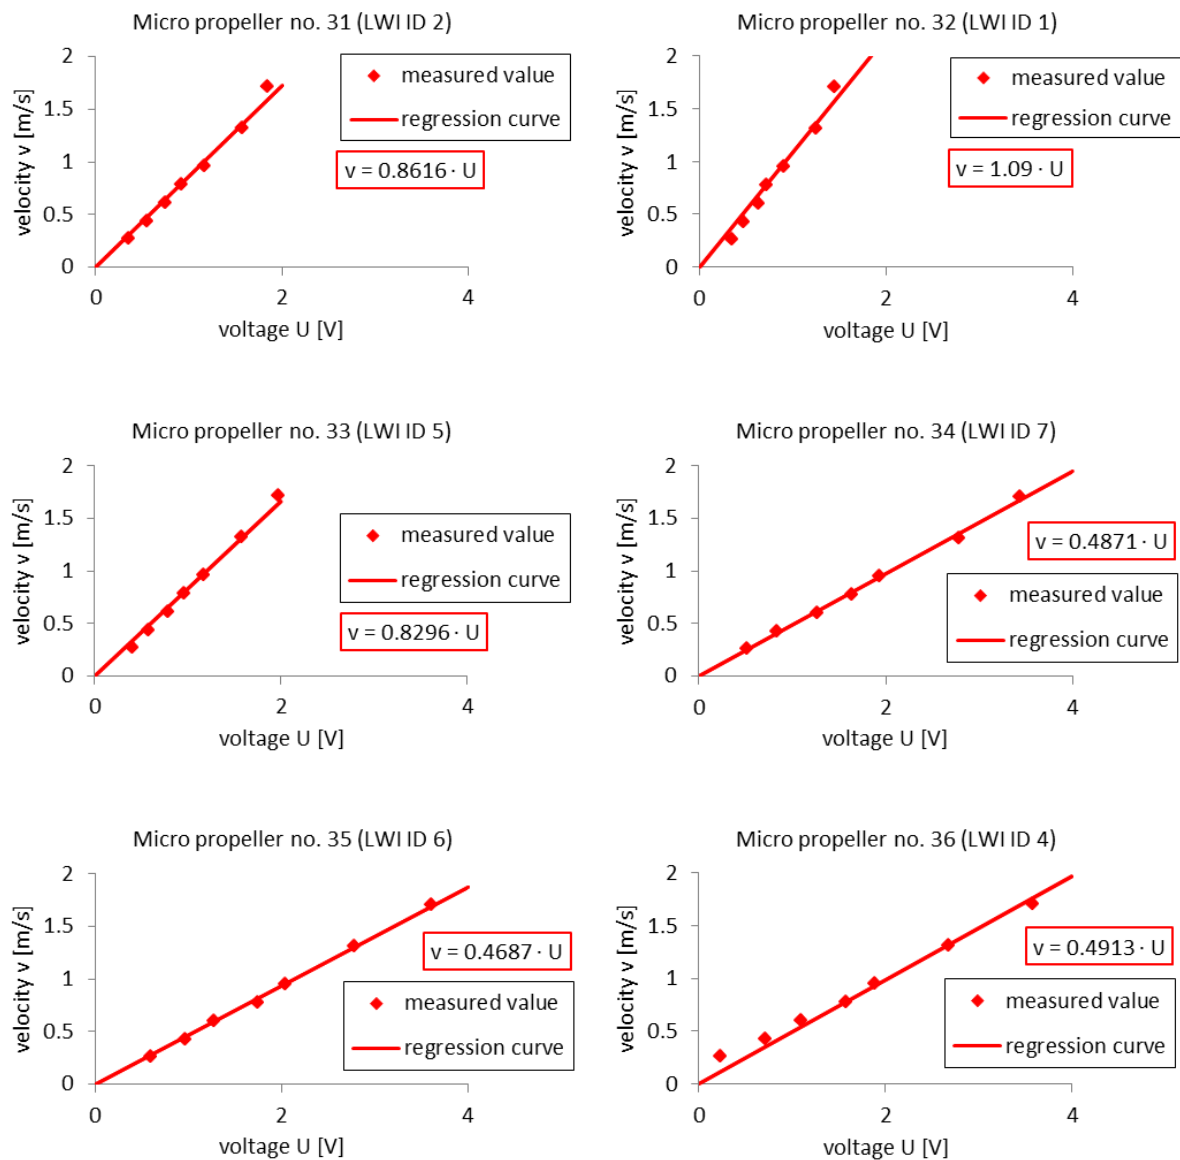 Micro propeller no. 31 (LWI ID 2)
velocity v [m/s]
2
1.5
1
0.5
0
0
2
4
voltage U [V]
measured value
regression curve
v = 0.8616 · U
Micro propeller no. 32 (LWI ID 1)
velocity v [m/s]
2
1.5
1
0.5
0
0
2
4
voltage U [V]
measured value
regression curve
v = 1.09 · U
Micro propeller no. 33 (LWI ID 5)
velocity v [m/s]
2
1.5
1
0.5
0
0
2
4
voltage U [V]
measured value
regression curve
v = 0.8296 · U
Micro propeller no. 34 (LWI ID 7)
velocity v [m/s]
2
1.5
1
0.5
0
0
2
4
voltage U [V]
v = 0.4871 · U
measured value
regression curve
Micro propeller no. 35 (LWI ID 6)
velocity v [m/s]
2
1.5
1
0.5
0
0
2
4
voltage U [V]
v = 0.4687 · U
measured value
regression curve
Micro propeller no. 36 (LWI ID 4)
velocity v [m/s]
2
1.5
1
0.5
0
0
2
4
voltage U [V]
v = 0.4913 · U
measured value
regression curve